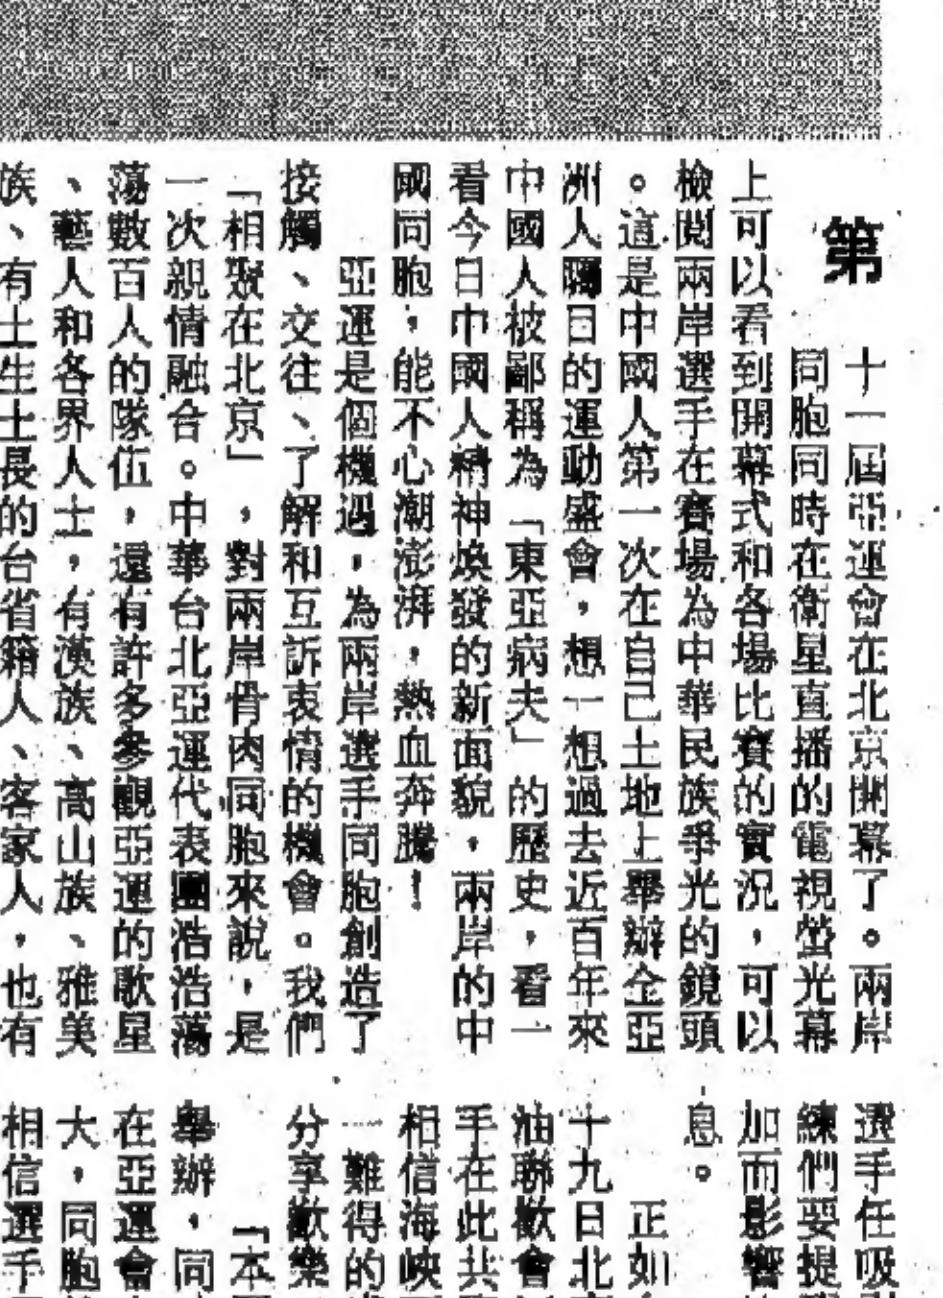 第
十一屆亞運會在北京開幕了。兩岸
同胞同時在衛星直播的電視螢光幕
上可以看到開幕式和各場比賽的實況，可以
檢閱兩岸選手在賽場為中華民族爭光的鏡頭
。這是中國人第一次在自己土地上舉辦全亞
洲人矚目的運動盛會，想一想過去近百年來
中國人被鄙稱為「東亞病夫」的歷史，看一
看今日中國人精神煥發的新面貌，兩岸的中
國同胞，能不心潮澎湃，熱血奔騰！
亞運是個機遇，為兩岸選手同胞創造了
接觸、交往、了解和互訴衷情的機會。我們
「相聚在北京」，對兩岸骨肉同胞來說，是
一次親情融合。中華台北亞運代表團浩浩蕩
蕩數百人的隊伍，還有許多參觀亞運的歌星
、藝人和各界人士，有漢族、高山族、雅美
族、有土生土長的台省籍人、客家人，也有
選手任吸
練們要提
加而影響
息。
正如
十九日北
油聯歡會
手在此共
相信海峽
一難得的
分享歡樂
「本
舉辦，同
在亞運會
大，同胞
相信選手